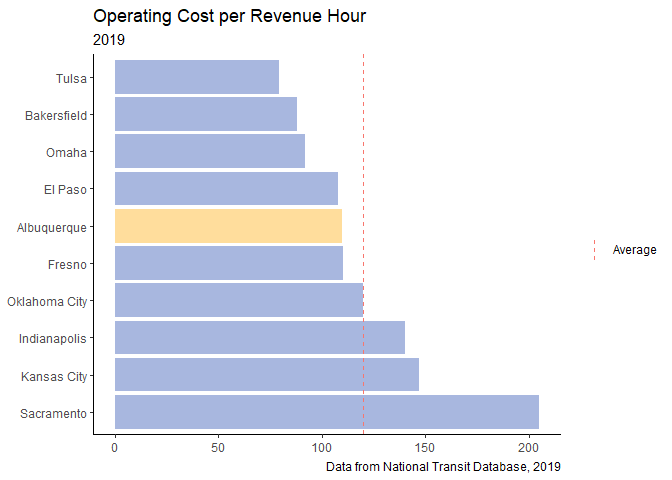 Operating Cost per Revenue Hour
2019
Tulsa
Bakersfield
Omaha
El Paso
Albuquerque
Fresno
Oklahoma City
Indianapolis
Kansas City
Sacramento
Average
0 50 100 150 200
Data from National Transit Database, 2019